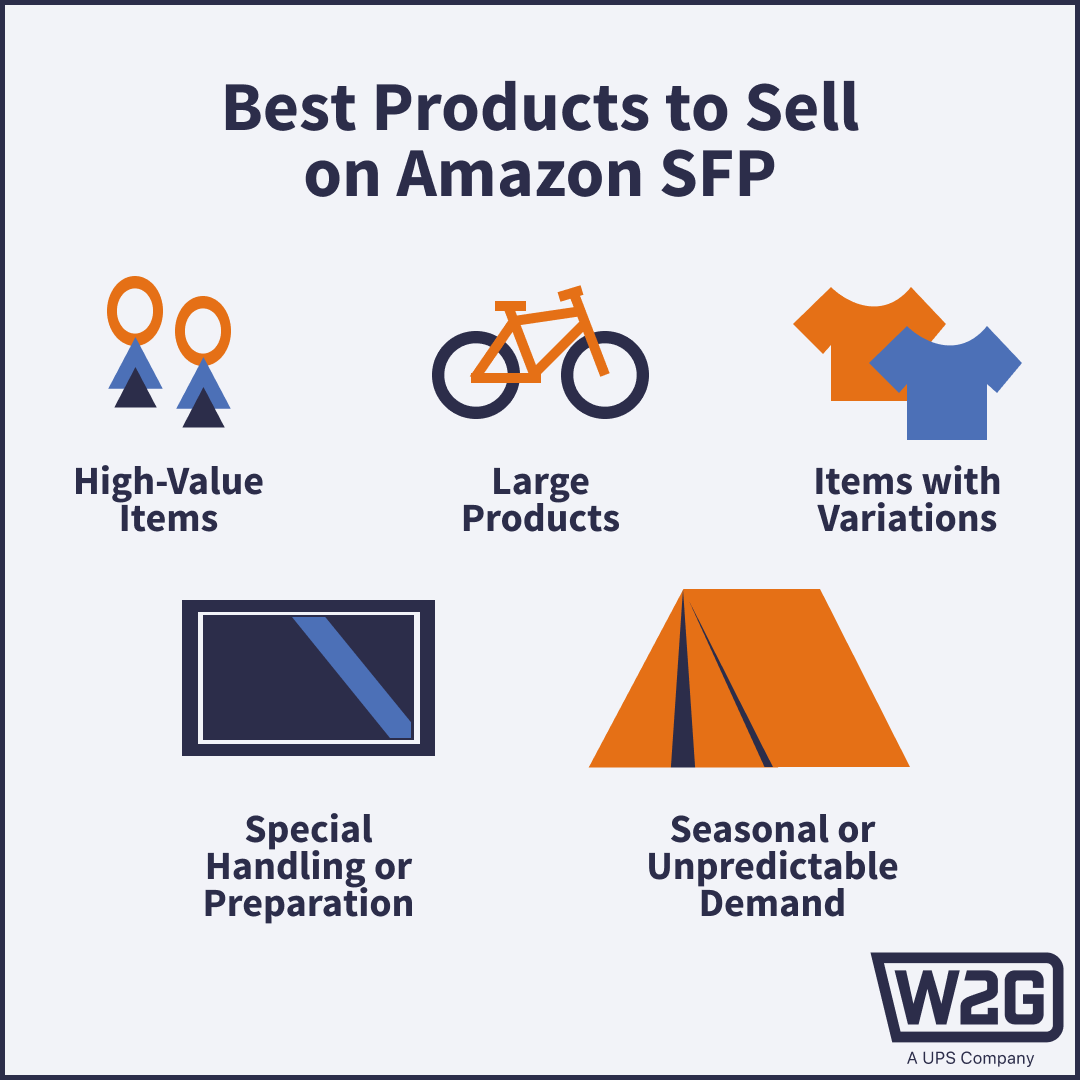 Best Products to Sell
on Amazon SFP
High-Value
Items
Large
Products
Items with
Variations
Special
Handling or
Preparation
Seasonal or
Unpredictable
Demand
W2G
A UPS Company